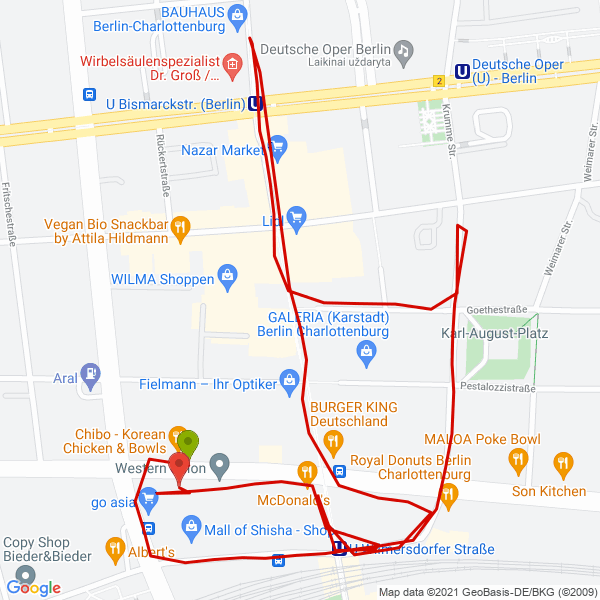 BAUHAUS
Berlin-Charlottenburg
Wirbelsäulenspezialist
Dr. Groß /…
Deutsche Oper Berlin
Laikinai uždaryta
Deutsche Oper
(U) - Berlin
2
U Bismarckstr. (Berlin)
U
U
Krumme Str.
Nazar Market
Rückertstraße
Fritschestraße
Weimarer Str.
Vegan Bio Snackbar
by Attila Hildmann
Lidl
WILMA Shoppen
Goethestraße
GALERIA (Karstadt)
Berlin Charlottenburg
Karl-August-Platz
Aral
Fielmann – Ihr Optiker
Pestalozzistraße
BURGER KING
Deutschland
Chibo - Korean
Chicken & Bowls
MALOA Poke Bowl
Western Union
Royal Donuts Berlin
Charlottenburg
Son Kitchen
go asia
McDonald's
Mall of Shisha - Shop
U
U Wilmersdorfer Straße
Copy Shop
Bieder&Bieder
Albert's
Google
Map data ©2021 GeoBasis-DE/BKG (©2009)